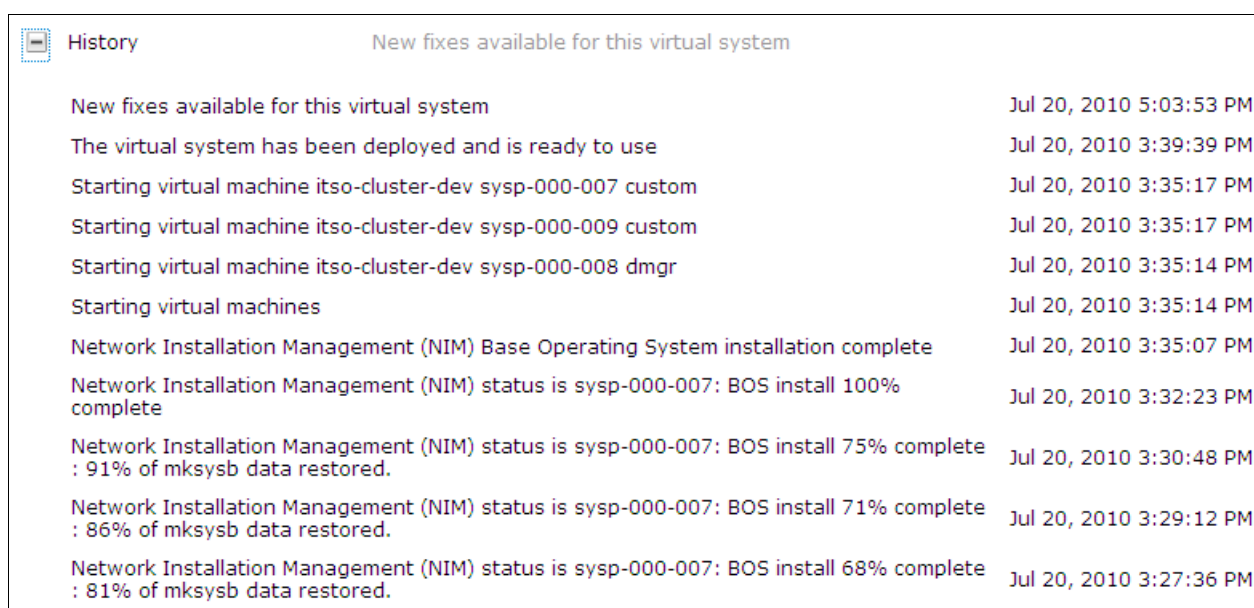 History New fixes available for this virtual system
New fixes available for this virtual system Jul 20, 2010 5:03:53 PM
The virtual system has been deployed and is ready to use Jul 20, 2010 3:39:39 PM
Starting virtual machine itso-cluster-dev sysp-000-007 custom Jul 20, 2010 3:35:17 PM
Starting virtual machine itso-cluster-dev sysp-000-009 custom Jul 20, 2010 3:35:17 PM
Starting virtual machine itso-cluster-dev sysp-000-008 dmgr Jul 20, 2010 3:35:14 PM
Starting virtual machines Jul 20, 2010 3:35:14 PM
Network Installation Management (NIM) Base Operating System installation complete Jul 20, 2010 3:35:07 PM
Network Installation Management (NIM) status is sysp-000-007: BOS install 100%
complete Jul 20, 2010 3:32:23 PM
Network Installation Management (NIM) status is sysp-000-007: BOS install 75% complete
: 91% of mksysb data restored. Jul 20, 2010 3:30:48 PM
Network Installation Management (NIM) status is sysp-000-007: BOS install 71% complete
: 86% of mksysb data restored. Jul 20, 2010 3:29:12 PM
Network Installation Management (NIM) status is sysp-000-007: BOS install 68% complete
: 81% of mksysb data restored. Jul 20, 2010 3:27:36 PM